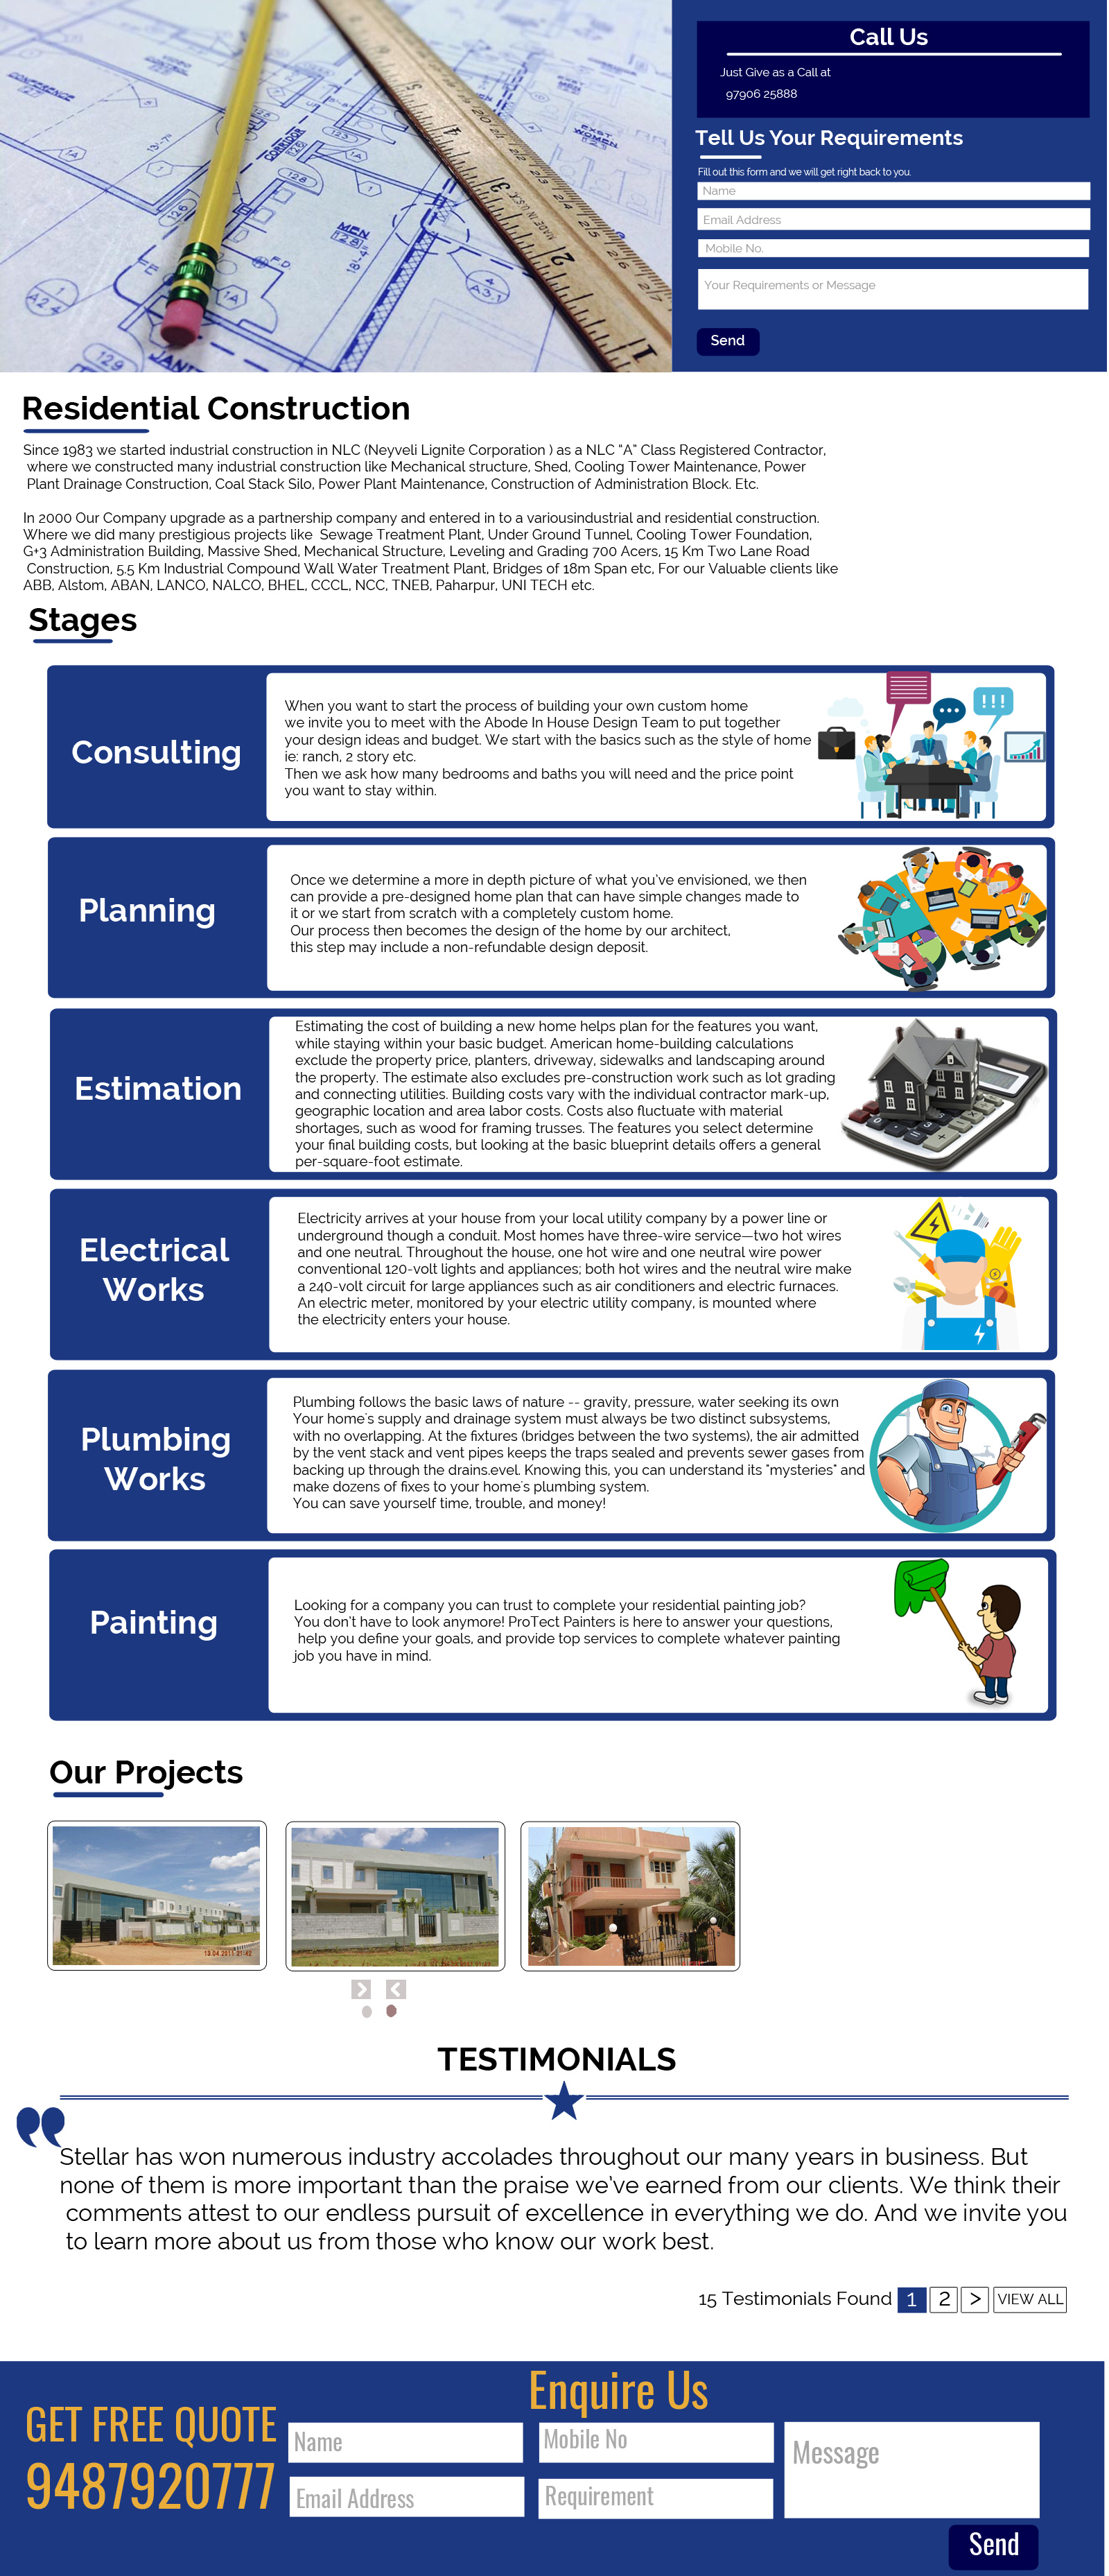 CONFERENCE
CORRIDOR
EXST.
WOMEN
MEN
128
18'-4"
13'-7"
123
128
126
1A
1A
F.D.
1
A2.4
4
A3.1
129
JANIT
MADE IN U.S.A.
Call Us
Just Give as a Call at
97906 25888
Tell Us Your Requirements
Fill out this form and we will get right back to you.
Name
Email Address
Mobile No.
Your Requirements or Message
Send
Residential Construction
Since 1983 we started industrial construction in NLC (Neyveli Lignite Corporation ) as a NLC “A” Class Registered Contractor,
where we constructed many industrial construction like Mechanical structure, Shed, Cooling Tower Maintenance, Power
Plant Drainage Construction, Coal Stack Silo, Power Plant Maintenance, Construction of Administration Block. Etc.
In 2000 Our Company upgrade as a partnership company and entered in to a variousindustrial and residential construction.
Where we did many prestigious projects like  Sewage Treatment Plant, Under Ground Tunnel, Cooling Tower Foundation,
G+3 Administration Building, Massive Shed, Mechanical Structure, Leveling and Grading 700 Acers, 15 Km Two Lane Road
Construction, 5.5 Km Industrial Compound Wall Water Treatment Plant, Bridges of 18m Span etc, For our Valuable clients like
ABB, Alstom, ABAN, LANCO, NALCO, BHEL, CCCL, NCC, TNEB, Paharpur, UNI TECH etc.
Stages
Consulting
When you want to start the process of building your own custom home
we invite you to meet with the Abode In House Design Team to put together
your design ideas and budget. We start with the basics such as the style of home
ie: ranch, 2 story etc.
Then we ask how many bedrooms and baths you will need and the price point
you want to stay within.
Planning
Once we determine a more in depth picture of what you've envisioned, we then
can provide a pre-designed home plan that can have simple changes made to
it or we start from scratch with a completely custom home.
Our process then becomes the design of the home by our architect,
this step may include a non-refundable design deposit.
Estimation
Estimating the cost of building a new home helps plan for the features you want,
while staying within your basic budget. American home-building calculations
exclude the property price, planters, driveway, sidewalks and landscaping around
the property. The estimate also excludes pre-construction work such as lot grading
and connecting utilities. Building costs vary with the individual contractor mark-up,
geographic location and area labor costs. Costs also fluctuate with material
shortages, such as wood for framing trusses. The features you select determine
your final building costs, but looking at the basic blueprint details offers a general
per-square-foot estimate.
Electrical
Works
Electricity arrives at your house from your local utility company by a power line or
underground though a conduit. Most homes have three-wire service—two hot wires
and one neutral. Throughout the house, one hot wire and one neutral wire power
conventional 120-volt lights and appliances; both hot wires and the neutral wire make
a 240-volt circuit for large appliances such as air conditioners and electric furnaces.
An electric meter, monitored by your electric utility company, is mounted where
the electricity enters your house.
Plumbing
Works
Plumbing follows the basic laws of nature -- gravity, pressure, water seeking its own
Your home's supply and drainage system must always be two distinct subsystems,
with no overlapping. At the fixtures (bridges between the two systems), the air admitted
by the vent stack and vent pipes keeps the traps sealed and prevents sewer gases from
backing up through the drains.evel. Knowing this, you can understand its "mysteries" and
make dozens of fixes to your home's plumbing system.
You can save yourself time, trouble, and money!
Painting
Looking for a company you can trust to complete your residential painting job?
You don't have to look anymore! ProTect Painters is here to answer your questions,
help you define your goals, and provide top services to complete whatever painting
job you have in mind.
Our Projects
TESTIMONIALS
Stellar has won numerous industry accolades throughout our many years in business. But
none of them is more important than the praise we've earned from our clients. We think their
comments attest to our endless pursuit of excellence in everything we do. And we invite you
to learn more about us from those who know our work best.
15 Testimonials Found 1 2 > VIEW ALL
Enquire Us
GET FREE QUOTE
9487920777
Name
Mobile No
Message
Email Address
Requirement
Send